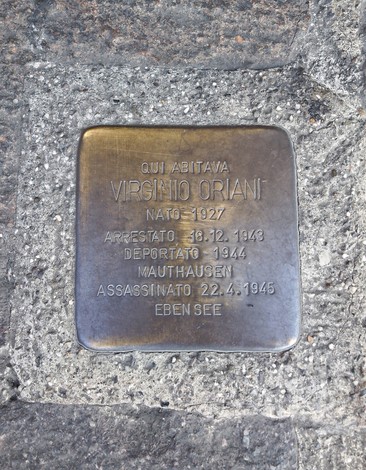 QUI ABITAVA
VIRGINIO ORIANI
NATO 1927
ARRESTATO 18.12.1943
DEPORTATO 1944
MAUTHAUSEN
ASSASSINATO 22.4.1945
EBENSEE